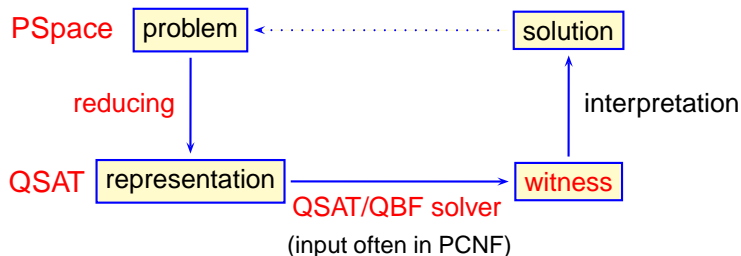 PSpace problem solution
reducing interpretation
QSAT representation witness
QSAT/QBF solver
(input often in PCNF)